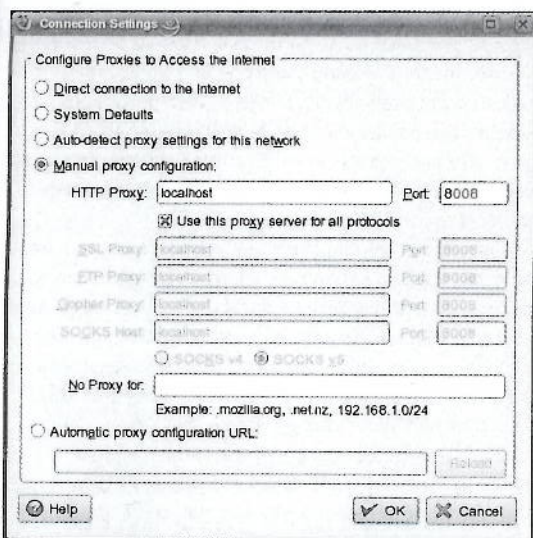 Connection Settings
Configure Proxies to Access the Internet
Direct connection to the Internet
System Defaults
Auto-detect proxy settings for this network
Manual proxy configuration:
HTTP Proxy: localhost Port: 8008
Use this proxy server for all protocols
SSL Proxy: localhost Port: 8008
FTP Proxy: localhost Port: 8008
Gopher Proxy: localhost Port: 8008
SOCKS Host: localhost Port: 8008
SOCKS v4 SOCKS v5
No Proxy for:
Example: .mozilla.org, .net.nz, 192.168.1.0/24
Automatic proxy configuration URL:
Reload
Help OK Cancel